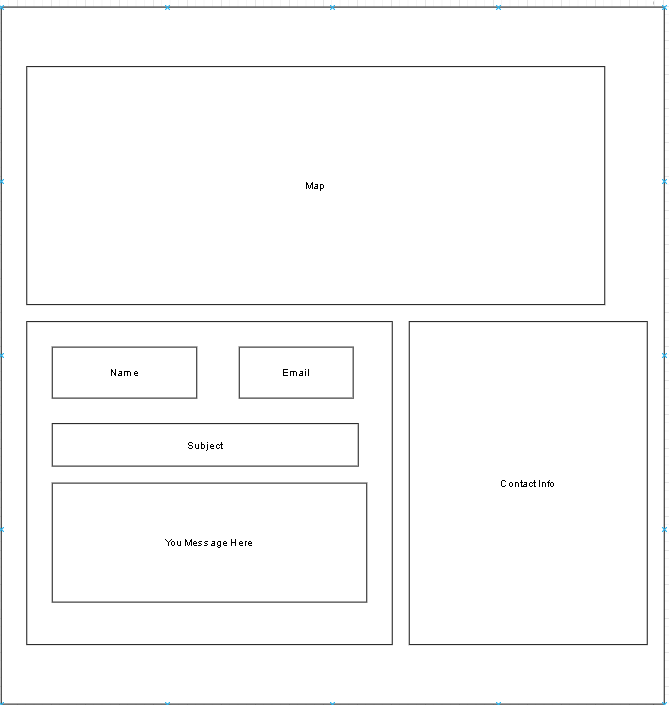 Map
Name
Email
Subject
You Message Here
Contact Info